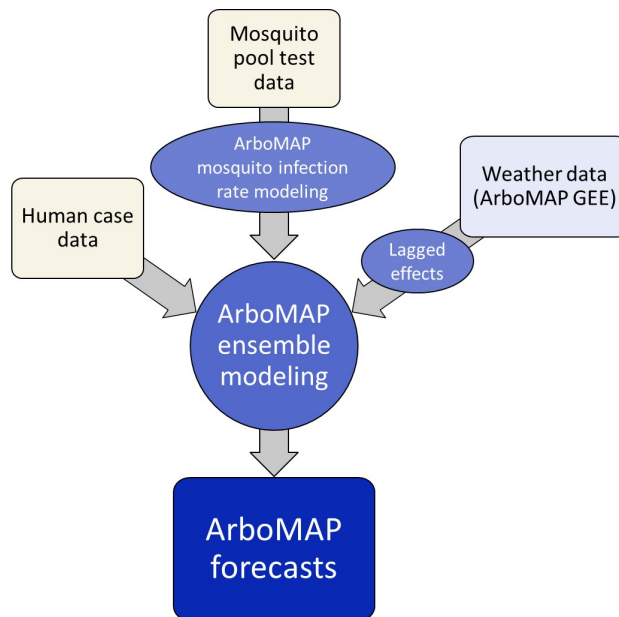 Mosquito
pool test
data
ArboMAP
mosquito infection
rate modeling
Weather data
(ArboMAP GEE)
Human case
data
Lagged
effects
ArboMAP
ensemble
modeling
ArboMAP
forecasts